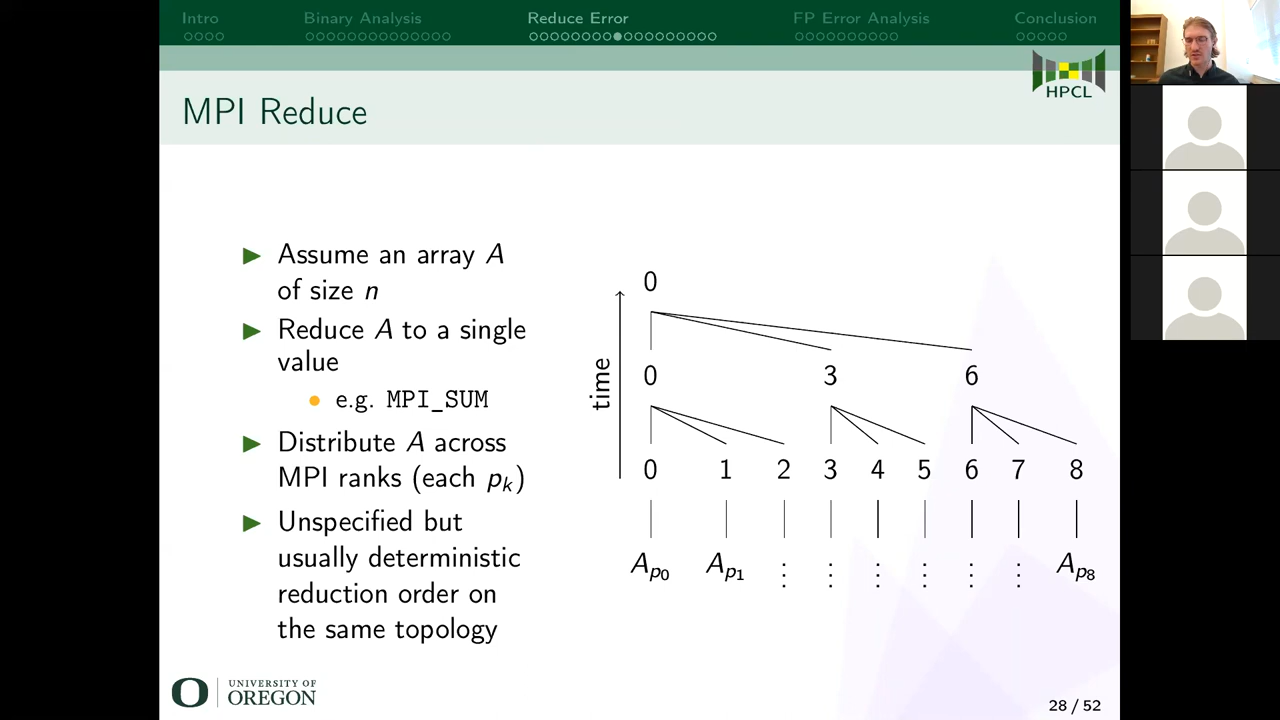 Intro Binary Analysis Reduce Error FP Error Analysis Conclusion
HPCL
MPI Reduce
Assume an array A
of size n
Reduce A to a single
value
e.g. MPI_SUM
Distribute A across
MPI ranks (each pk)
Unspecified but
usually deterministic
reduction order on
the same topology
time
0
0 3 6
0 1 2 3 4 5 6 7 8
Ap0 Ap1 ⋮ ⋮ ⋮ ⋮ ⋮ ⋮ Ap8
O UNIVERSITY OF
OREGON
28 / 52